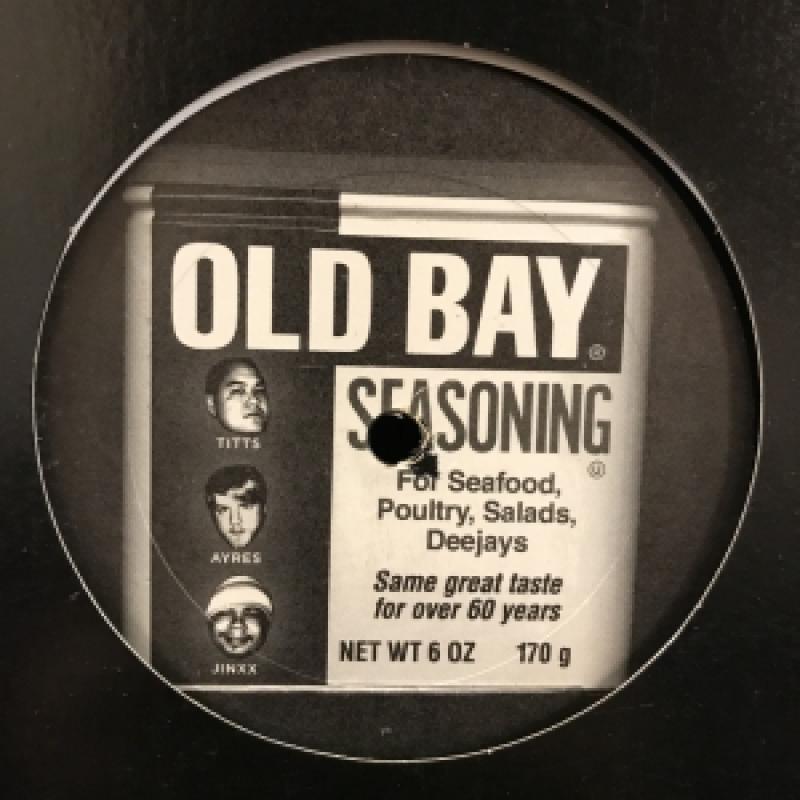 OLD BAY®
TITTS
AYRES
JINXX
SEASONING
Ⓤ
For Seafood,
Poultry, Salads,
Deejays
Same great taste
for over 60 years
NET WT 6 OZ 170 g